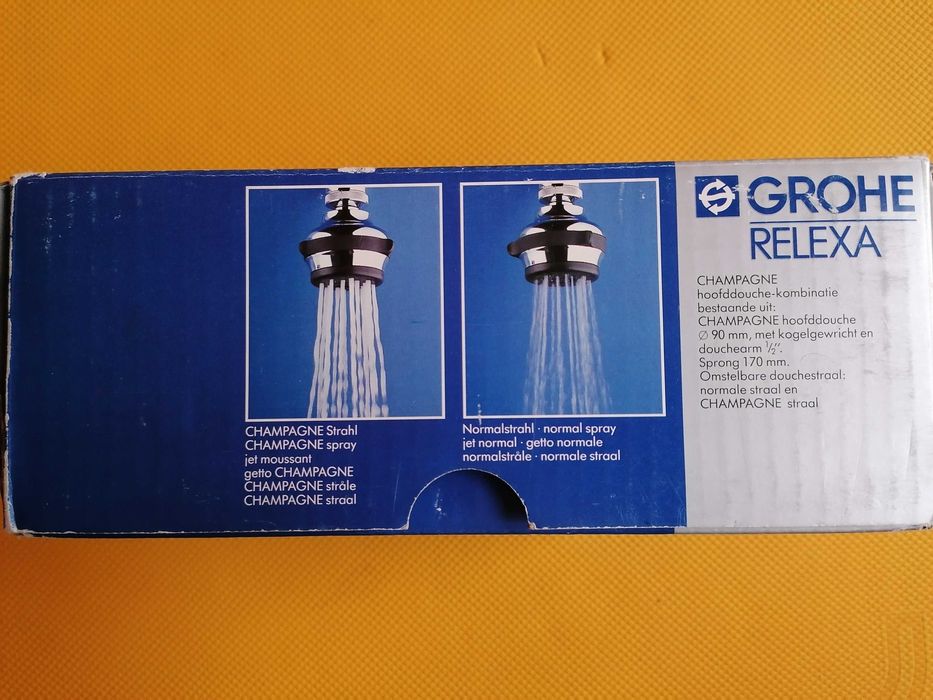 CHAMPAGNE Strahl
CHAMPAGNE spray
jet moussant
getto CHAMPAGNE
CHAMPAGNE stråle
CHAMPAGNE straal
Normalstrahl · normal spray
jet normal · getto normale
normalstråle · normale straal
GROHE
RELEXA
CHAMPAGNE
hoofddouche-kombinatie
bestaande uit:
CHAMPAGNE hoofddouche
∅ 90 mm, met kogelgewricht en
douchearm ½".
Sprong 170 mm.
Omstelbare douchestraal:
normale straal en
CHAMPAGNE straal